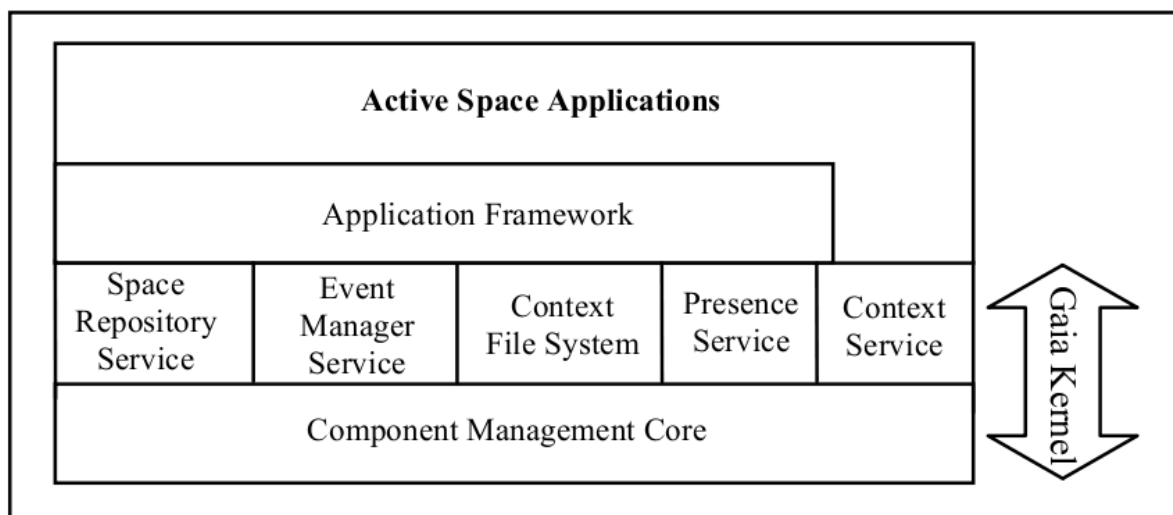 Active Space Applications
Application Framework
Space
Repository
Service
Event
Manager
Service
Context
File System
Presence
Service
Context
Service
Component Management Core
Gaia Kernel